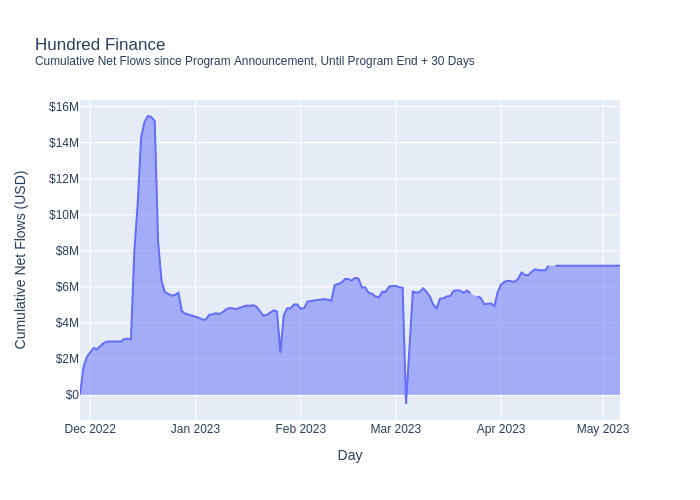 Hundred Finance
Cumulative Net Flows since Program Announcement, Until Program End + 30 Days
Cumulative Net Flows (USD)
$16M
$14M
$12M
$10M
$8M
$6M
$4M
$2M
$0
Dec 2022 Jan 2023 Feb 2023 Mar 2023 Apr 2023 May 2023
Day